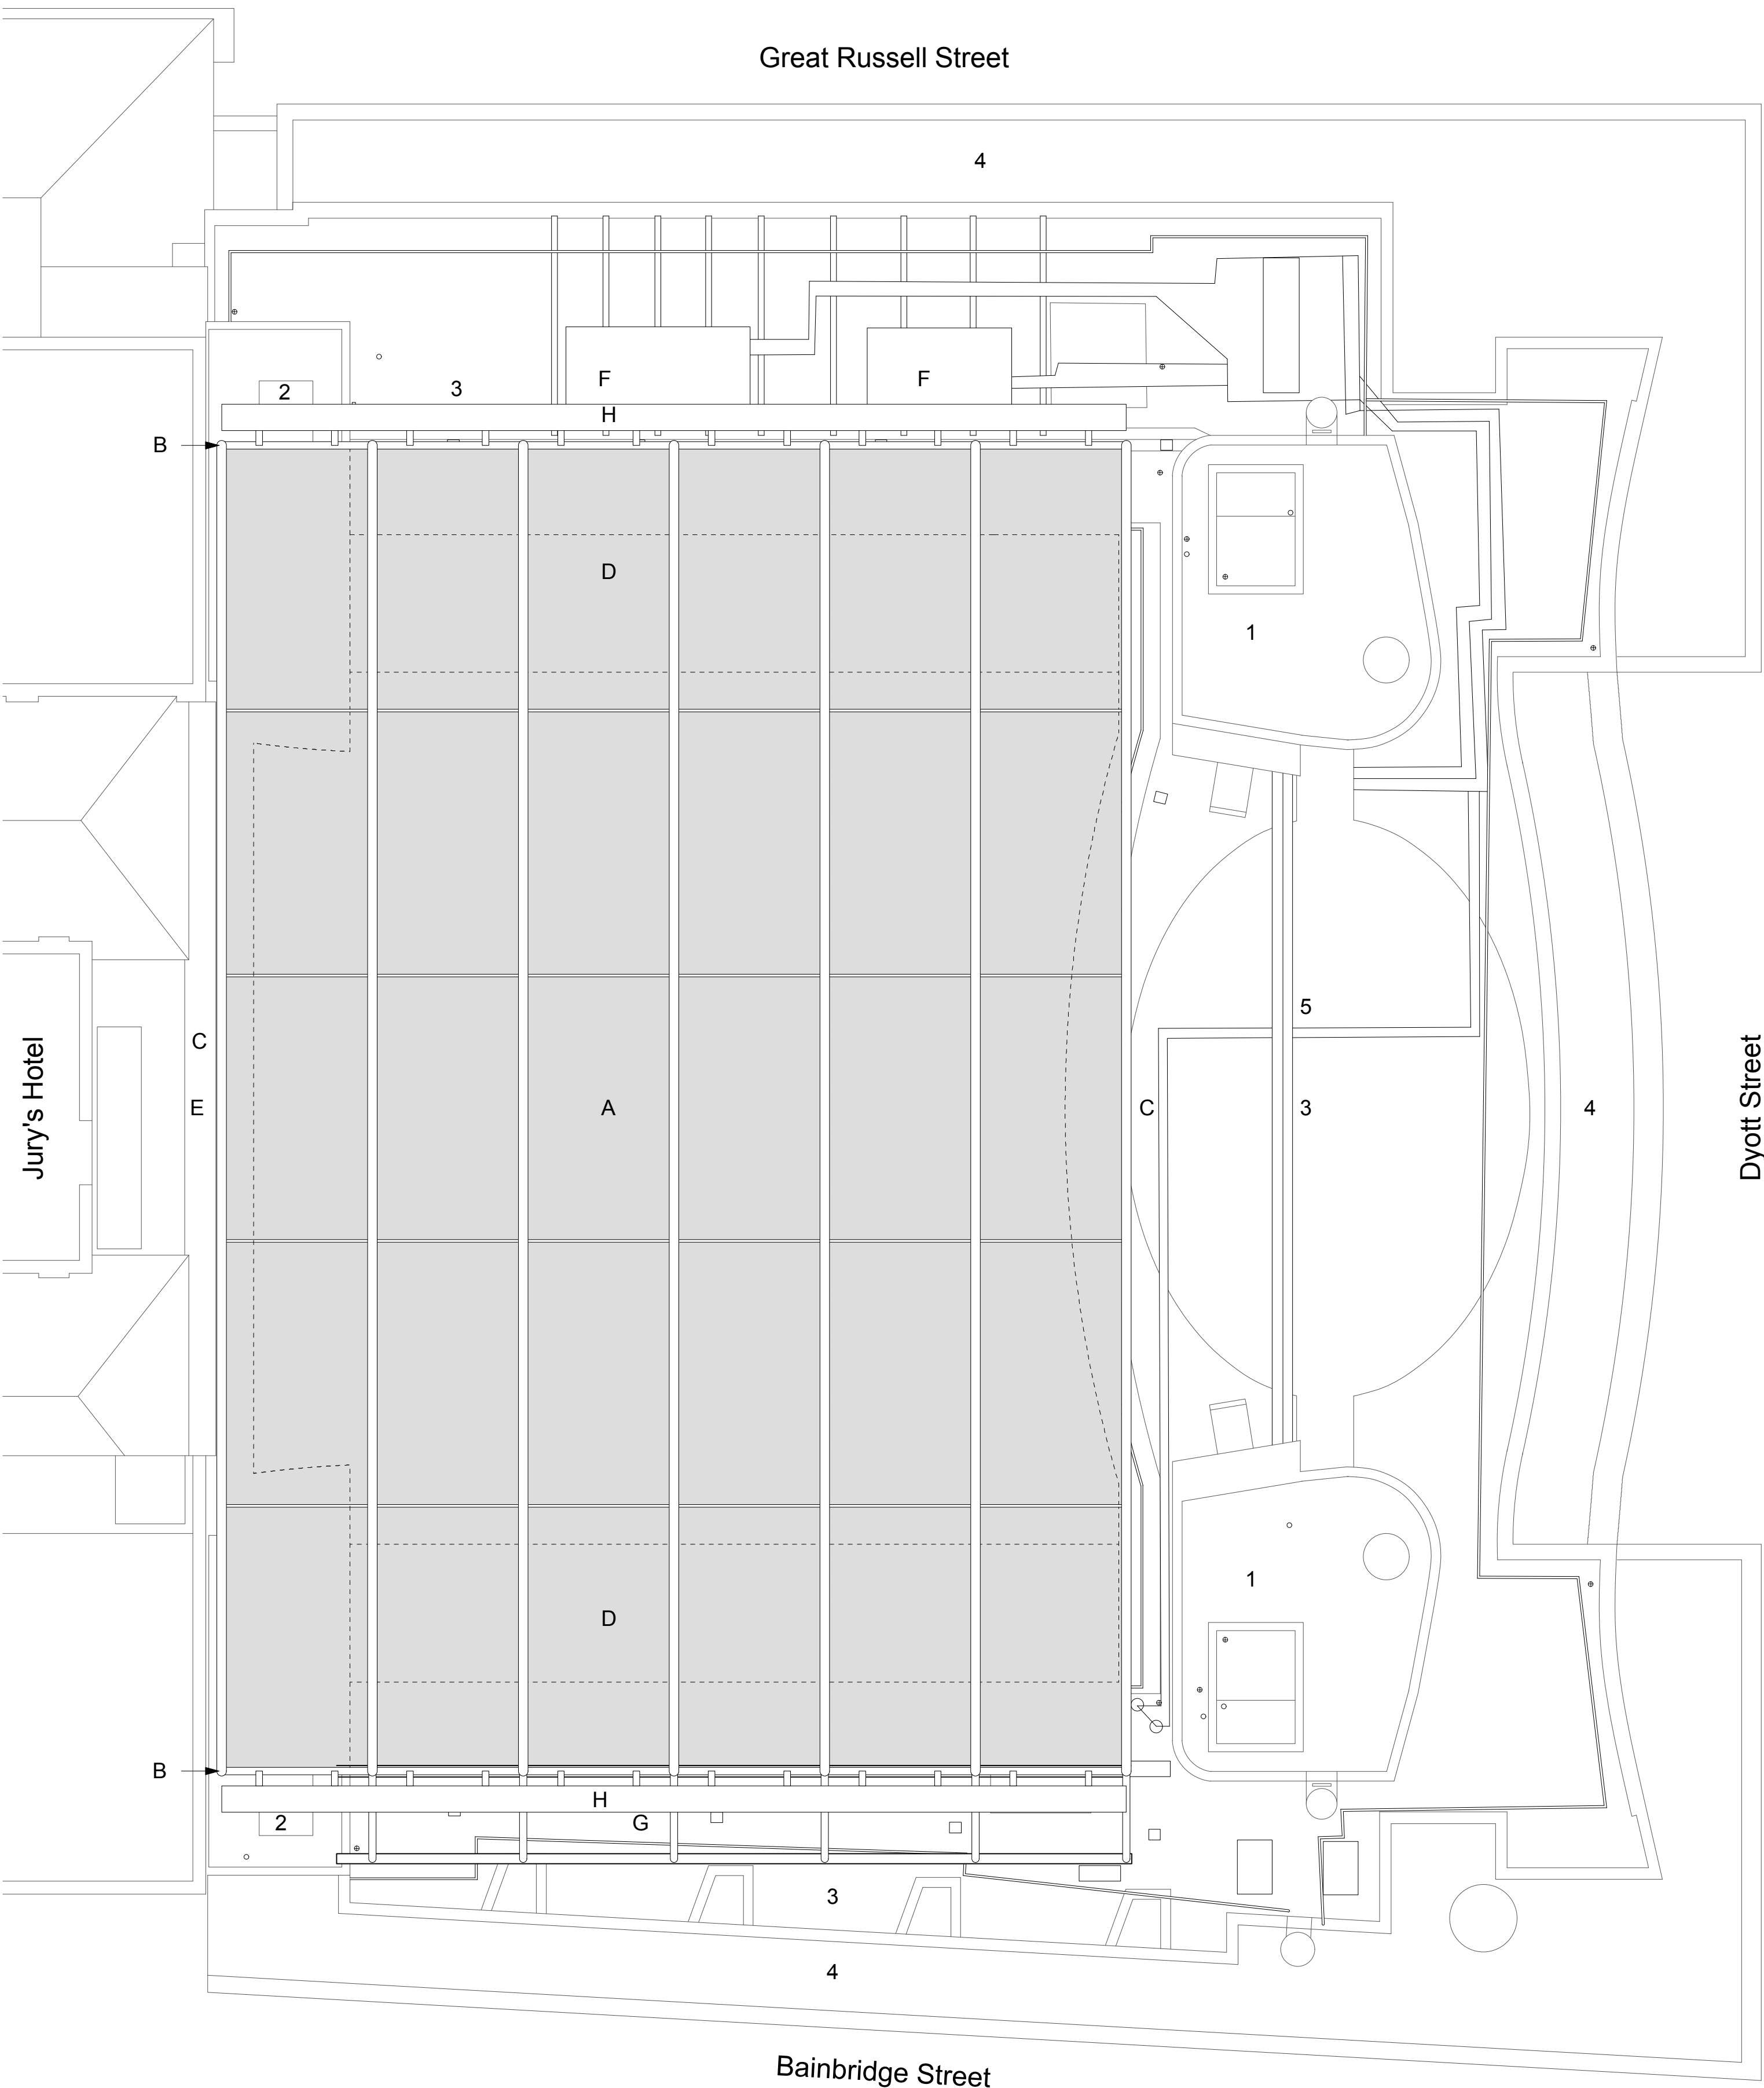 Great Russell Street
4
F
F
2
3
H
B
D
1
5
C
Jury's Hotel
E
A
C
3
4
Dyott Street
1
D
B
H
2
G
3
4
Bainbridge Street